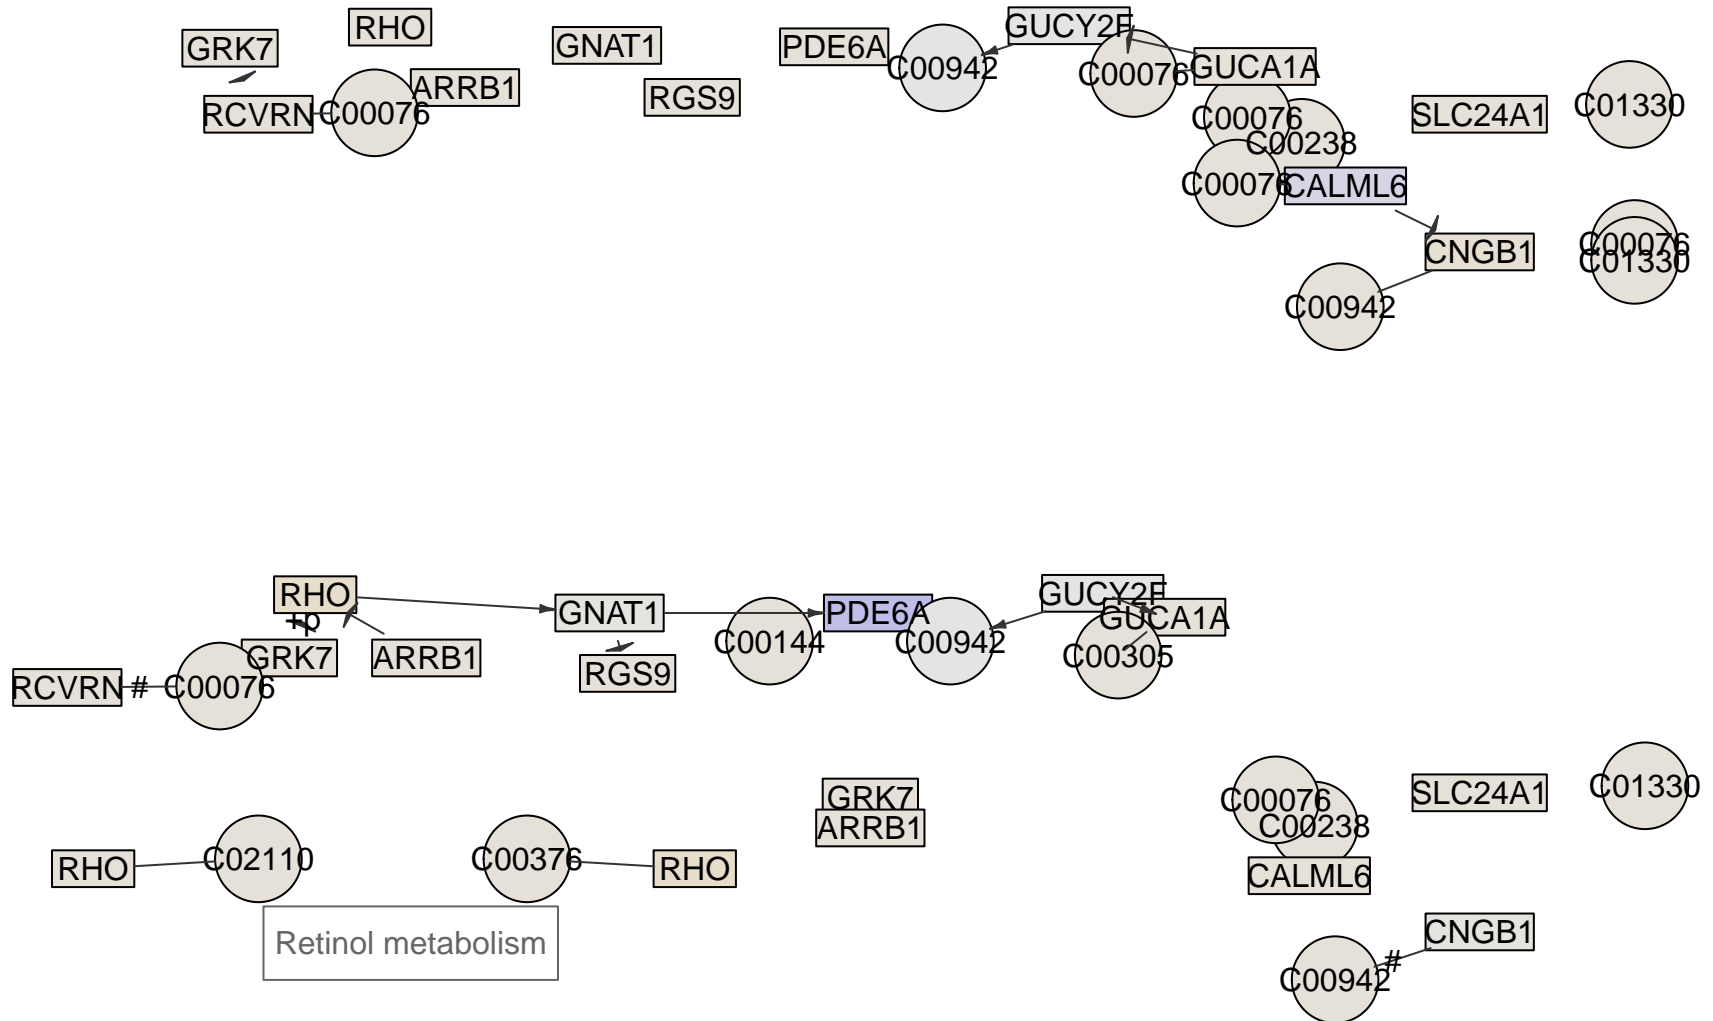 RHO
GRK7
GNAT1
PDE6A
C00942
GUCY2F
C00076
GUCA1A
ARRB1
RGS9
RCVRN
C00076
C00076
C00238
SLC24A1
C01330
C00076
CALML6
CNGB1
C00076
C01330
C00942
RHO
+p
GNAT1
PDE6A
GUCY2F
GUCA1A
C00144
C00942
C00305
GRK7
ARRB1
RGS9
RCVRN
#
C00076
GRK7
ARRB1
C00076
C00238
SLC24A1
C01330
RHO
C02110
C00376
RHO
CALML6
Retinol metabolism
CNGB1
#
C00942